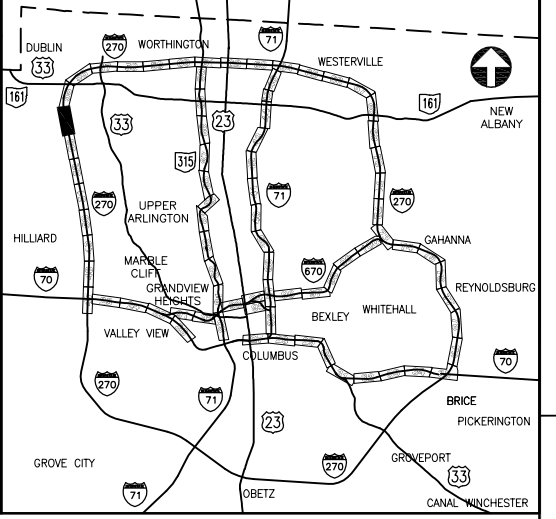 DUBLIN
270
WORTHINGTON
71
33
WESTERVILLE
161
161
NEW
ALBANY
33
23
315
270
71
270
UPPER
ARLINGTON
HILLIARD
GAHANNA
MARBLE
CLIFF
670
70
GRANDVIEW
HEIGHTS
REYNOLDSBURG
BEXLEY
WHITEHALL
VALLEY VIEW
COLUMBUS
70
270
71
BRICE
23
PICKERINGTON
GROVE CITY
270
GROVEPORT
33
71
OBETZ
CANAL WINCHESTER